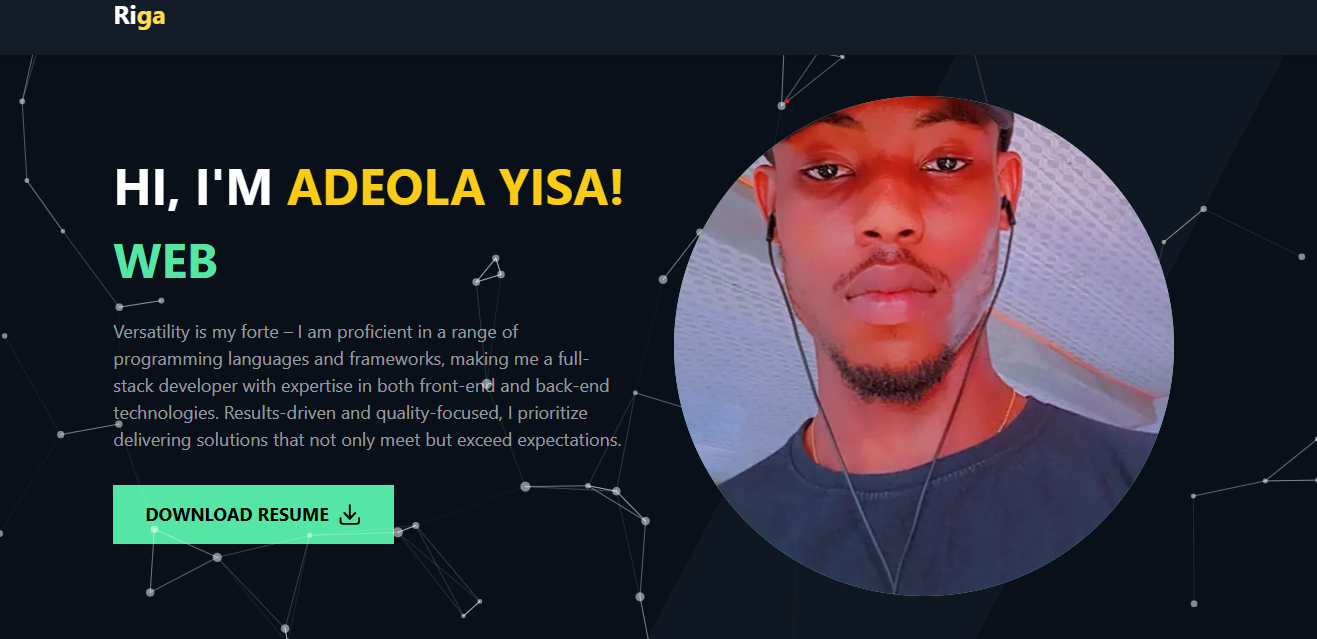 Riga
HI, I'M ADEOLA YISA!
WEB
Versatility is my forte – I am proficient in a range of
programming languages and frameworks, making me a full-
stack developer with expertise in both front-end and back-end
technologies. Results-driven and quality-focused, I prioritize
delivering solutions that not only meet but exceed expectations.
DOWNLOAD RESUME